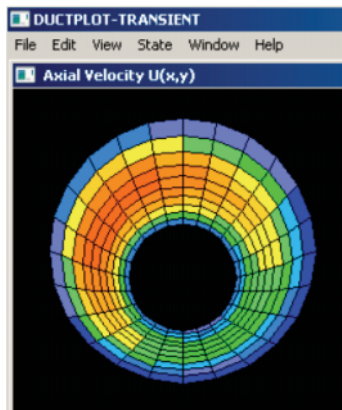 DUCTPLOT-TRANSIENT
File Edit View State Window Help
Axial Velocity U(x,y)